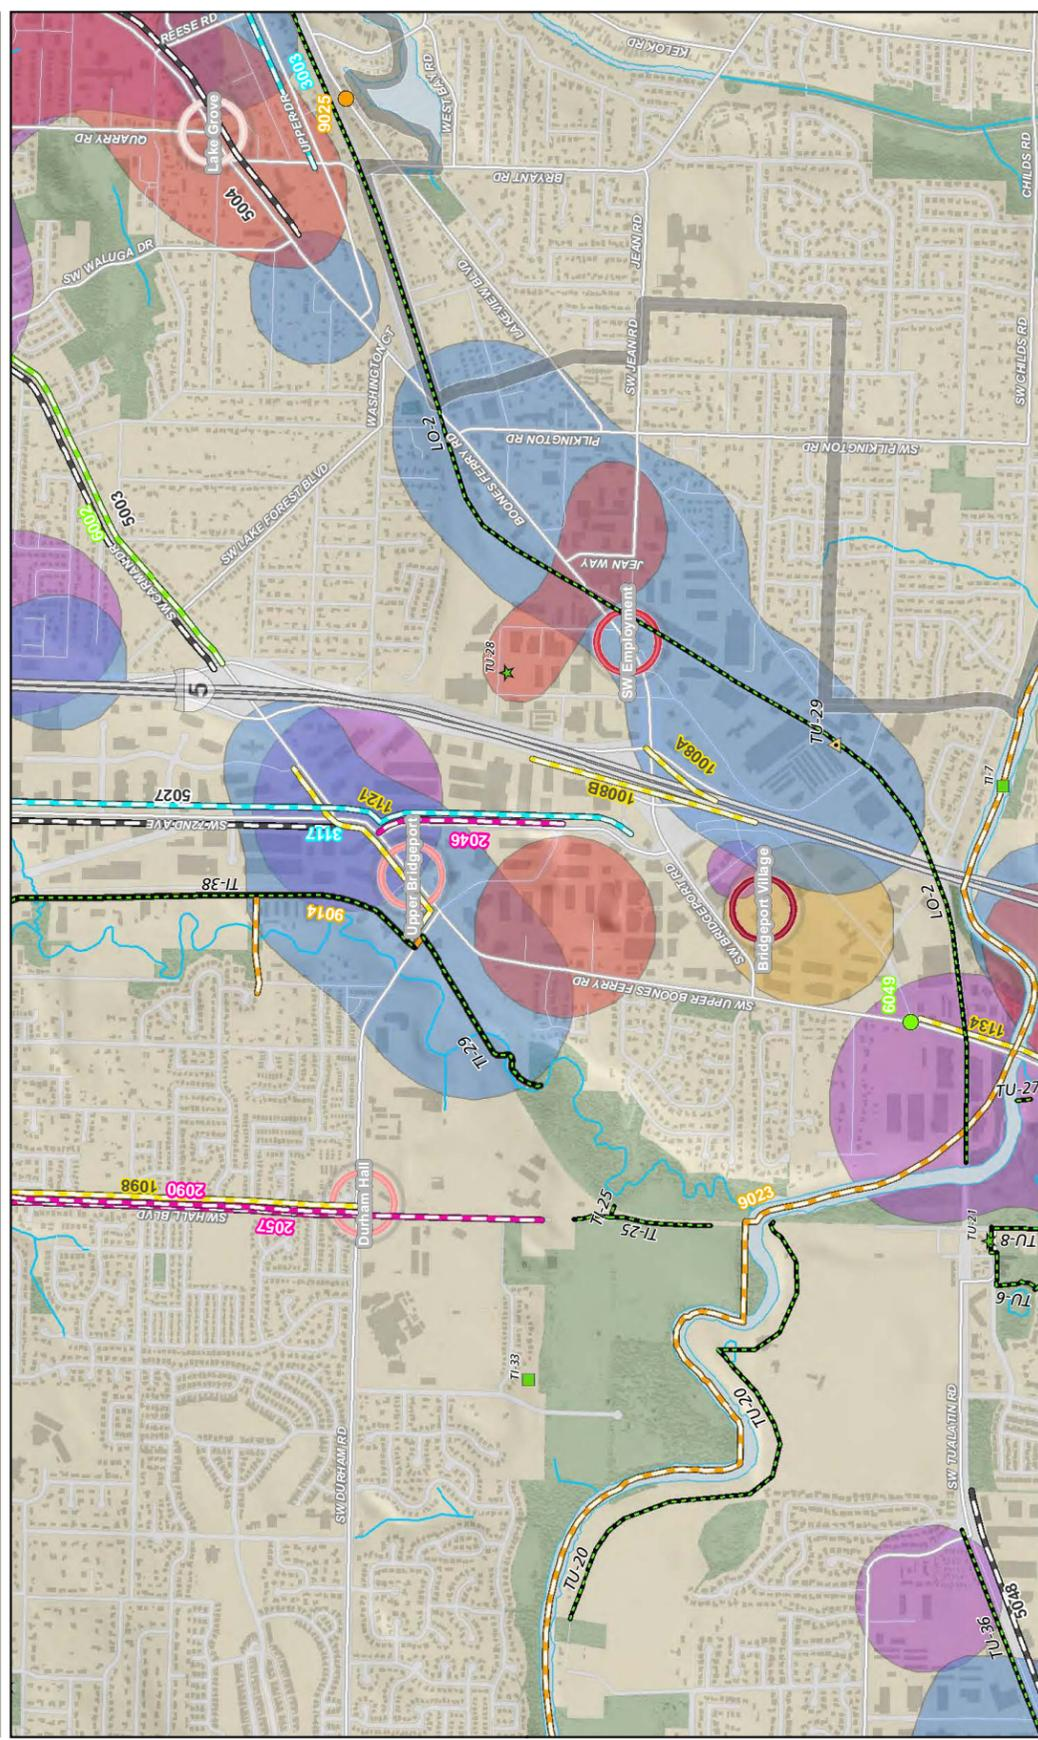 REESE RD
KELOK RD
3003
UPPER DR
9025
WEST BAY RD
Lake Grove
QUARRY RD
CHILDS RD
BRYANT RD
5004
JEAN RD
SW WALUGA DR
LAKEVIEW BLVD
SW JEAN RD
SW CHILDS RD
WASHINGTON CT
LO-2
BOONES FERRY RD
PILKINGTON RD
SW PILKINGTON RD
6002
5003
SW CARMAN DR
SW LAKE FOREST BLVD
JEAN WAY
SW Employment
TU-28
5
TU-29
1008A
TI-7
1008B
5027
SW 72ND AVE
1121
3117
2046
Upper Bridgeport
TI-38
9014
SW BRIDGEPORT RD
Bridgeport Village
LO-2
SW UPPER BOONES FERRY RD
6049
1134
TI-29
TU-27
1098
2090
SW HALL BLVD
2057
Durham Hall
TI-25
TI-25
9023
TU-21
TU-8
TU-6
TI-33
TU-20
SW DURHAM RD
SW TUALATIN RD
TU-20
5048
TU-36